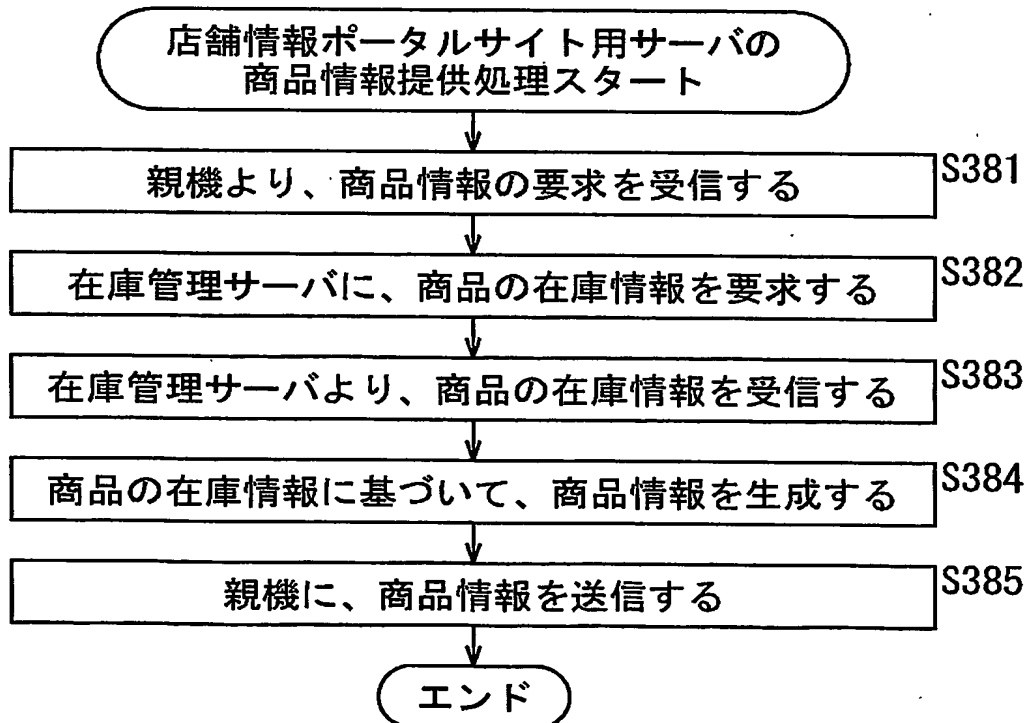 店舗情報ポータルサイト用サーバの
商品情報提供処理スタート
親機より、商品情報の要求を受信する
S381
在庫管理サーバに、商品の在庫情報を要求する
S382
在庫管理サーバより、商品の在庫情報を受信する
S383
商品の在庫情報に基づいて、商品情報を生成する
S384
親機に、商品情報を送信する
S385
エンド